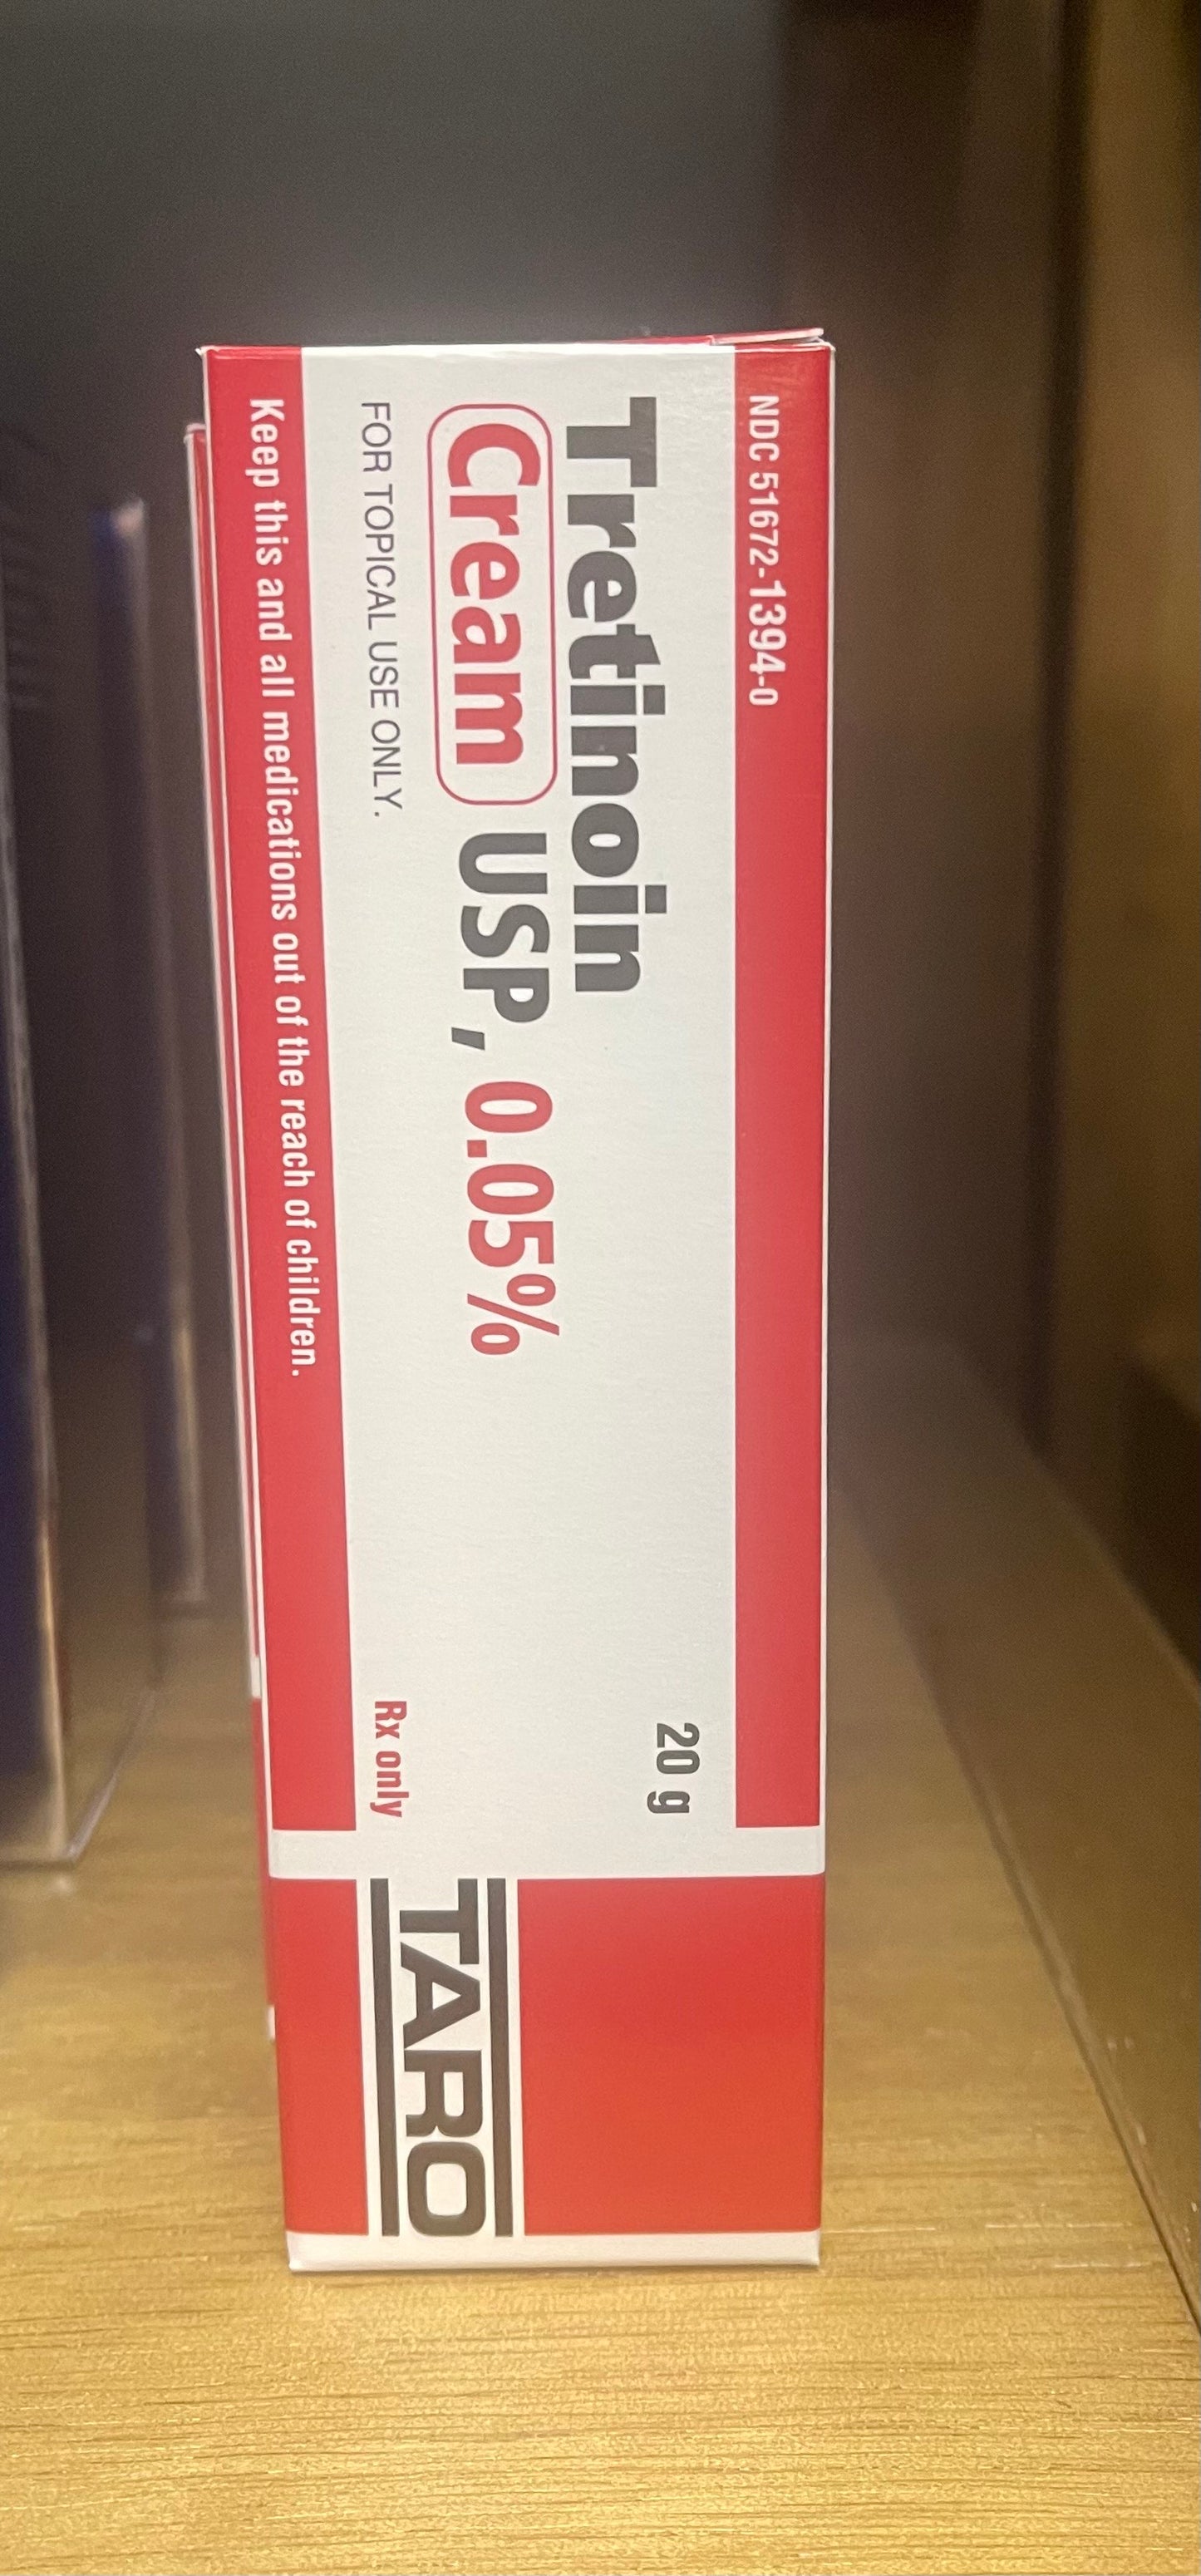 NDC 51672-1394-0
20 g
Tretinoin
Cream USP, 0.05%
FOR TOPICAL USE ONLY.
Rx only
Keep this and all medications out of the reach of children.
TARO